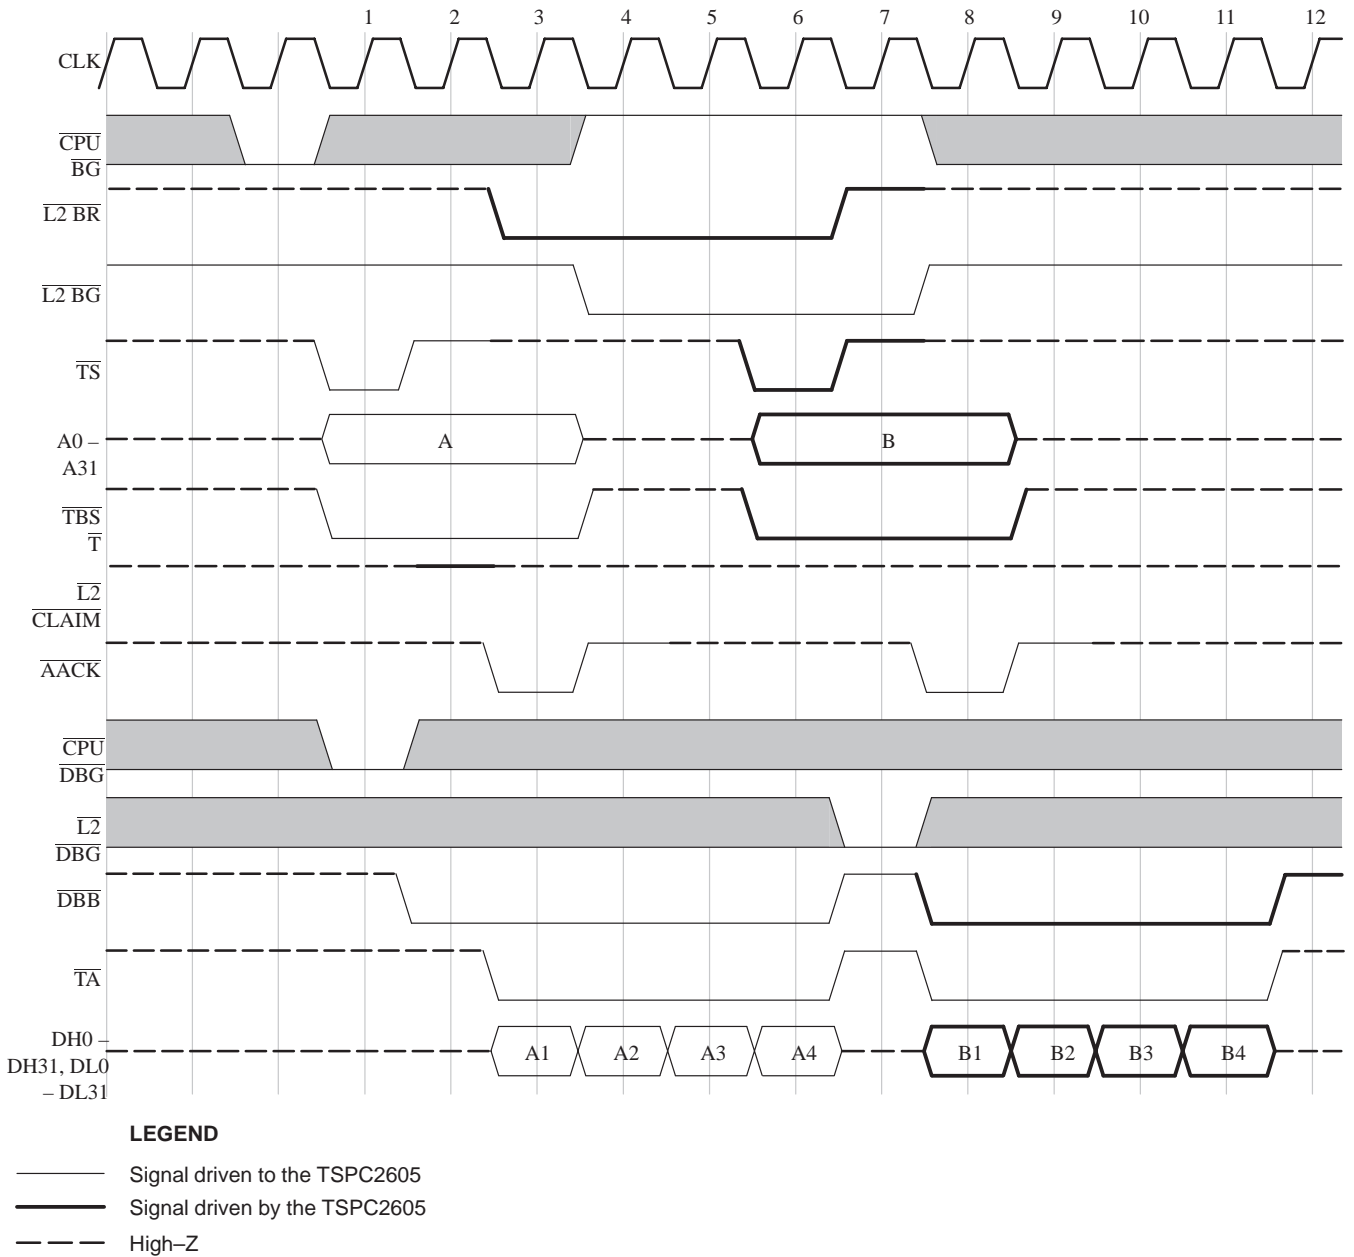 1 2 3 4 5 6 7 8 9 10 11 12
CLK
CPU
BG
L2 BR
L2 BG
TS
A0 –
A31
A B
TBS
T
L2
CLAIM
AACK
CPU
DBG
L2
DBG
DBB
TA
DH0 –
DH31, DL0
– DL31
A1 A2 A3 A4 B1 B2 B3 B4
LEGEND
Signal driven to the TSPC2605
Signal driven by the TSPC2605
High–Z